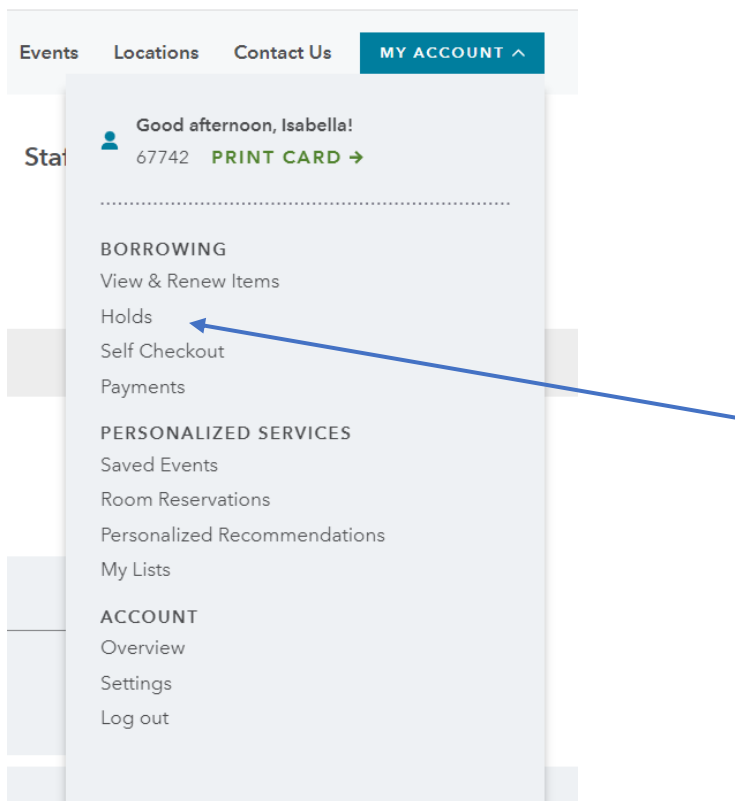 Events Locations Contact Us MY ACCOUNT
Good afternoon, Isabella!
67742 PRINT CARD →
BORROWING
View & Renew Items
Holds
Self Checkout
Payments
PERSONALIZED SERVICES
Saved Events
Room Reservations
Personalized Recommendations
My Lists
ACCOUNT
Overview
Settings
Log out